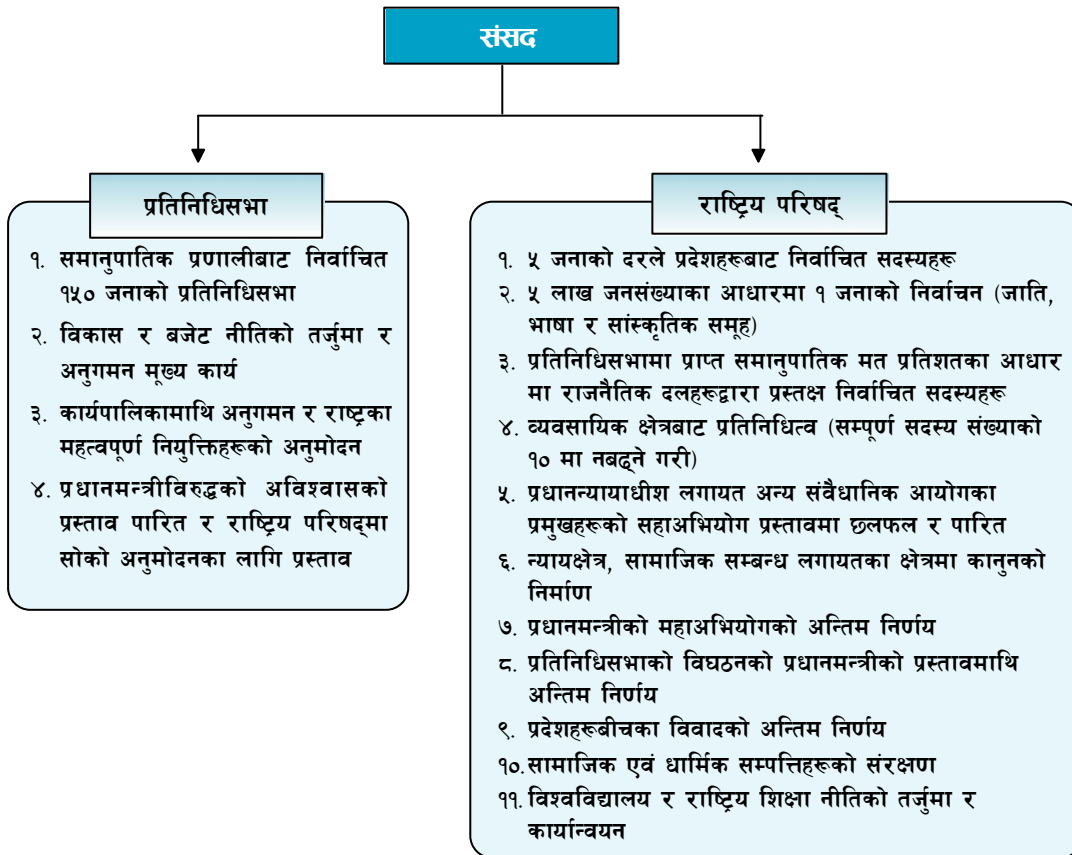 संसद
प्रतिनिधिसभा
१. समानुपातिक प्रणालीबाट निर्वाचित
१५० जनाको प्रतिनिधिसभा
२. विकास र बजेट नीतिको तर्जुमा र
अनुगमन मूख्य कार्य
३. कार्यपालिकामाथि अनुगमन र राष्ट्रका
महत्वपूर्ण नियुक्तिहरूको अनुमोदन
४. प्रधानमन्त्रीविरुद्धको अविश्वासको
प्रस्ताव पारित र राष्ट्रिय परिषद्मा
सोको अनुमोदनका लागि प्रस्ताव
राष्ट्रिय परिषद्
१. ५ जनाको दरले प्रदेशहरूबाट निर्वाचित सदस्यहरू
२. ५ लाख जनसंख्याका आधारमा १ जनाको निर्वाचन (जाति,
भाषा र सांस्कृतिक समूह)
३. प्रतिनिधिसभामा प्राप्त समानुपातिक मत प्रतिशतका आधार
मा राजनैतिक दलहरूद्वारा प्रस्तक्ष निर्वाचित सदस्यहरू
४. व्यवसायिक क्षेत्रबाट प्रतिनिधित्व (सम्पूर्ण सदस्य संख्याको
१० मा नबढ्ने गरी)
५. प्रधानन्यायाधीश लगायत अन्य संवैधानिक आयोगका
प्रमुखहरूको सहाअभियोग प्रस्तावमा छलफल र पारित
६. न्यायक्षेत्र, सामाजिक सम्बन्ध लगायतका क्षेत्रमा कानुनको
निर्माण
७. प्रधानमन्त्रीको महाअभियोगको अन्तिम निर्णय
८. प्रतिनिधिसभाको विघठनको प्रधानमन्त्रीको प्रस्तावमाथि
अन्तिम निर्णय
९. प्रदेशहरूबीचका विवादको अन्तिम निर्णय
१०. सामाजिक एवं धार्मिक सम्पत्तिहरूको संरक्षण
११. विश्वविद्यालय र राष्ट्रिय शिक्षा नीतिको तर्जुमा र
कार्यान्वयन